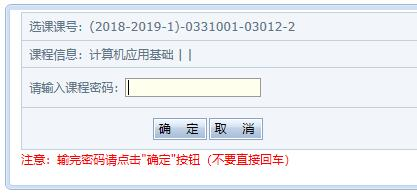 选课课号：(2018-2019-1)-0331001-03012-2
课程信息：计算机应用基础 | |
请输入课程密码：
确 定 取 消
注意：输完密码请点击"确定"按钮（不要直接回车）